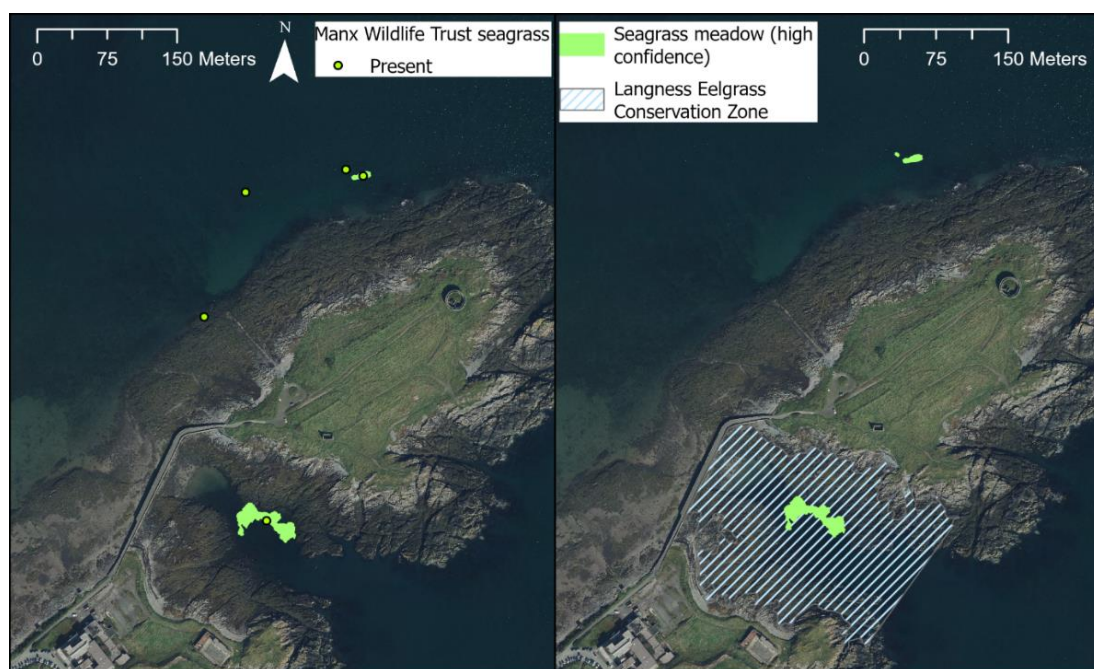 0 150 Meters
N
Manx Wildlife Trust seagrass
Present
Seagrass meadow (high
confidence)
Langness Eelgrass
Conservation Zone
0 75 150 Meters